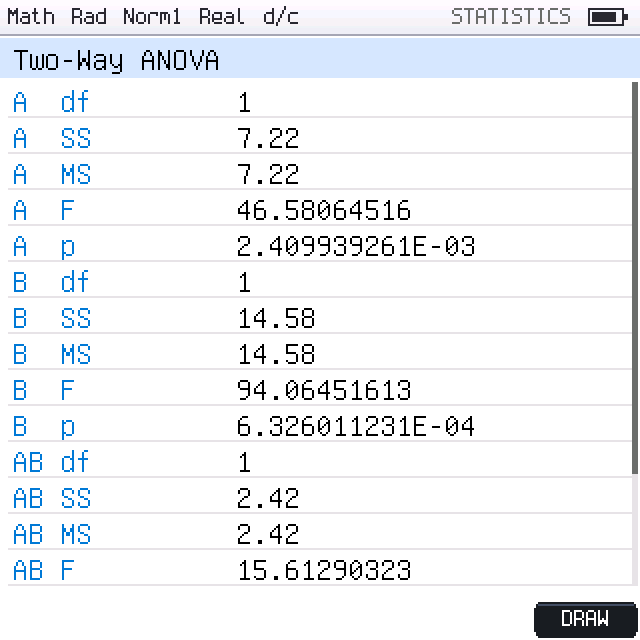 Math Rad Norm1 Real d/c STATISTICS
Two-Way ANOVA
A df 1
A SS 7.22
A MS 7.22
A F 46.58064516
A p 2.409939261E-03
B df 1
B SS 14.58
B MS 14.58
B F 94.06451613
B p 6.326011231E-04
AB df 1
AB SS 2.42
AB MS 2.42
AB F 15.61290323
DRAW